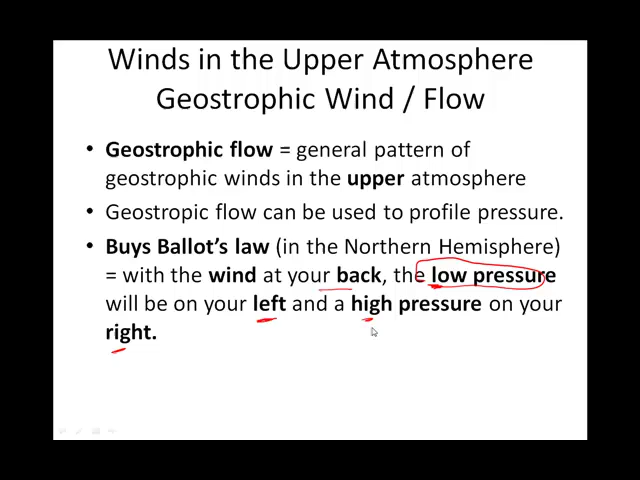 Winds in the Upper Atmosphere
Geostrophic Wind / Flow
• Geostrophic flow = general pattern of
geostrophic winds in the upper atmosphere
• Geostropic flow can be used to profile pressure.
• Buys Ballot's law (in the Northern Hemisphere)
= with the wind at your back, the low pressure
will be on your left and a high pressure on your
right.